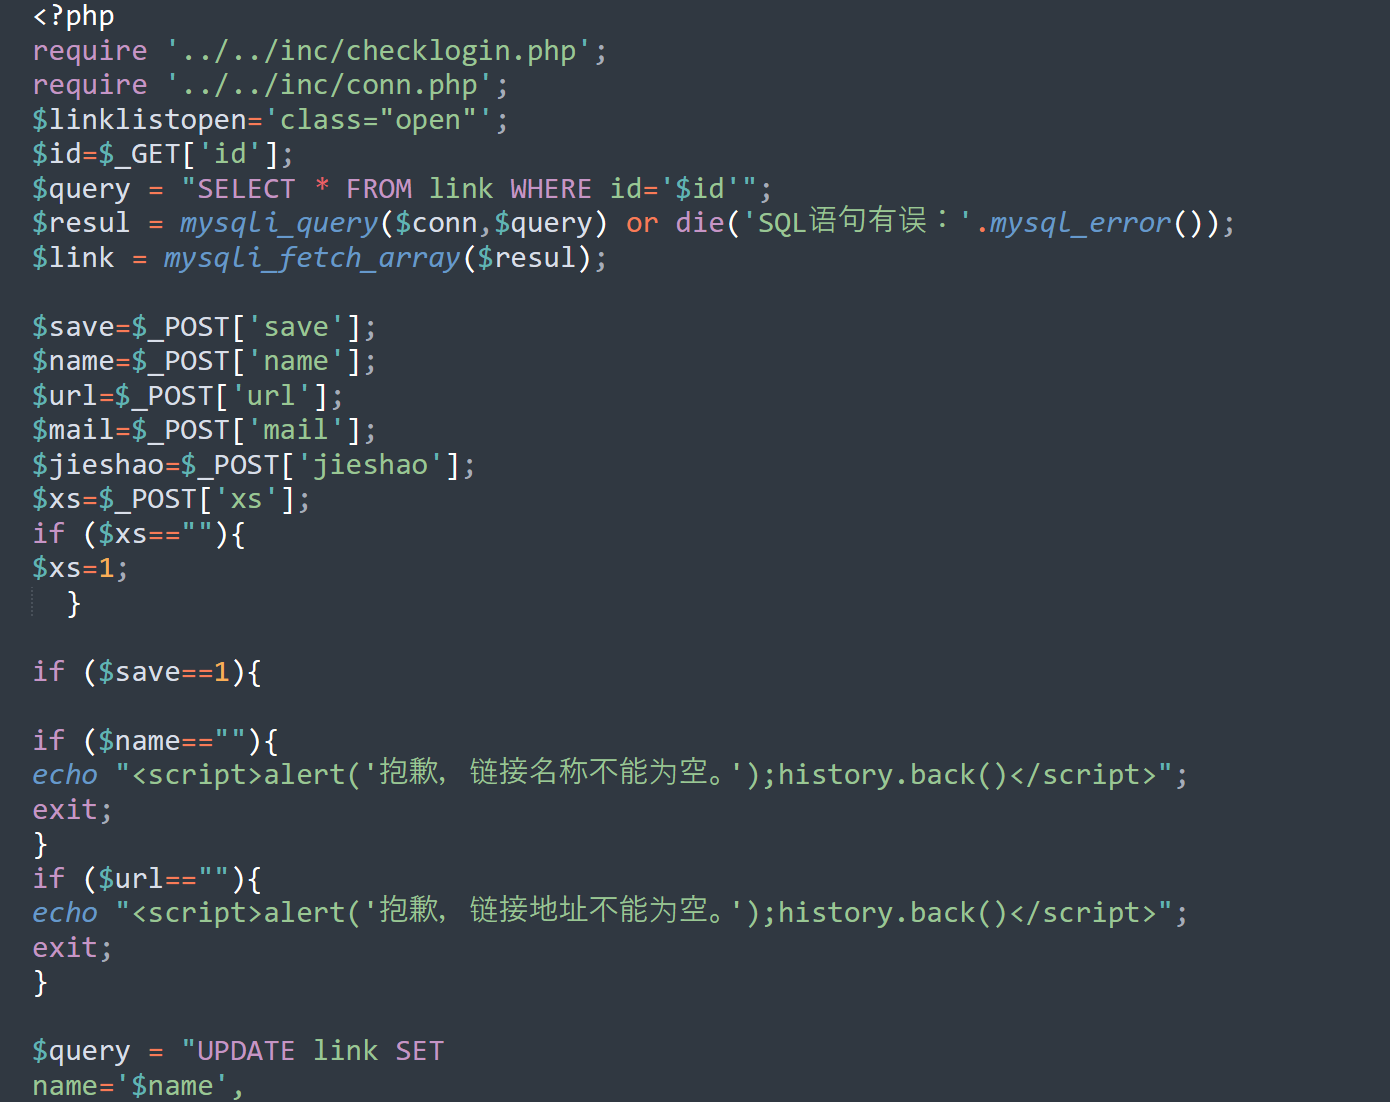 <?php
require '../../inc/checklogin.php';
require '../../inc/conn.php';
$linklistopen='class="open"';
$id=$_GET['id'];
$query = "SELECT * FROM link WHERE id='$id'";
$resul = mysqli_query($conn,$query) or die('SQL语句有误：'.mysql_error());
$link = mysqli_fetch_array($resul);
$save=$_POST['save'];
$name=$_POST['name'];
$url=$_POST['url'];
$mail=$_POST['mail'];
$jieshao=$_POST['jieshao'];
$xs=$_POST['xs'];
if ($xs==""){
$xs=1;
}
if ($save==1){
if ($name==""){
echo "<script>alert('抱歉，链接名称不能为空。');history.back()</script>";
exit;
}
if ($url==""){
echo "<script>alert('抱歉，链接地址不能为空。');history.back()</script>";
exit;
}
$query = "UPDATE link SET
name='$name',